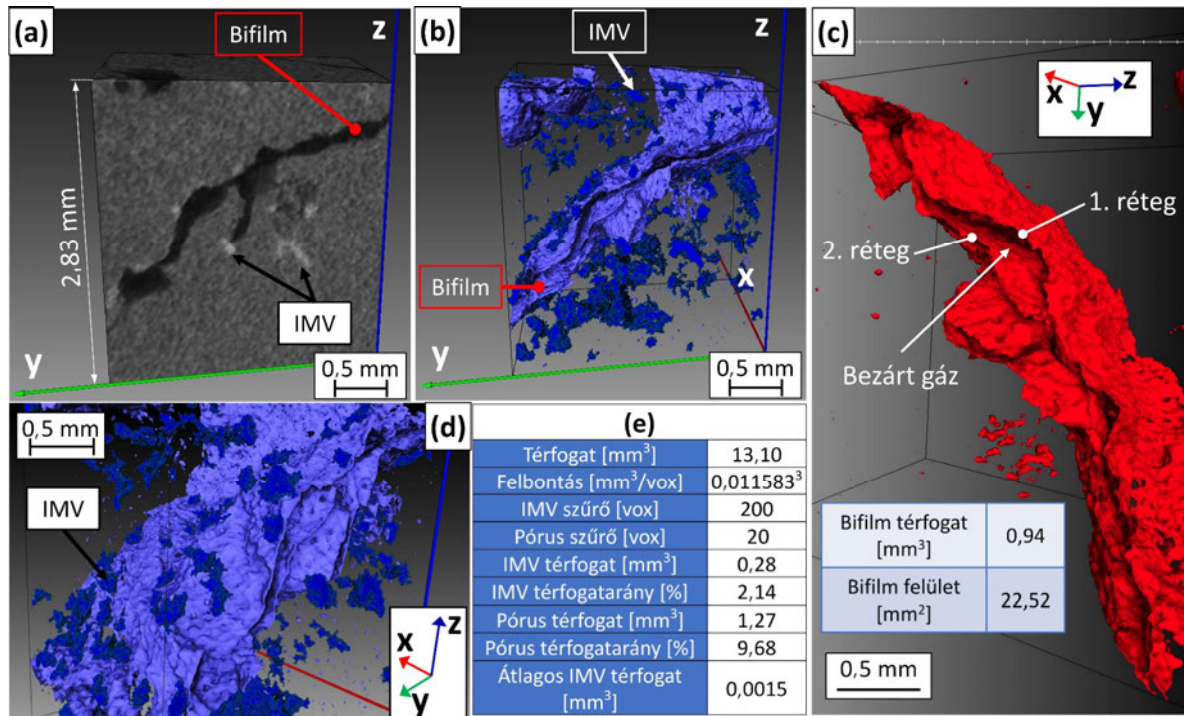 (a)
Bifilm
z
2,83 mm
IMV
y
0,5 mm
(b)
IMV
z
Bifilm
x
y
0,5 mm
(c)
x
z
y
1. réteg
2. réteg
Bezárt gáz
Bifilm térfogat [mm³] 0,94
Bifilm felület [mm²] 22,52
0,5 mm
0,5 mm
(d)
IMV
x
z
y
(e)
Térfogat [mm³] 13,10
Felbontás [mm³/vox] 0,011583³
IMV szűrő [vox] 200
Pórus szűrő [vox] 20
IMV térfogat [mm³] 0,28
IMV térfogatarány [%] 2,14
Pórus térfogat [mm³] 1,27
Pórus térfogatarány [%] 9,68
Átlagos IMV térfogat
[mm³] 0,0015